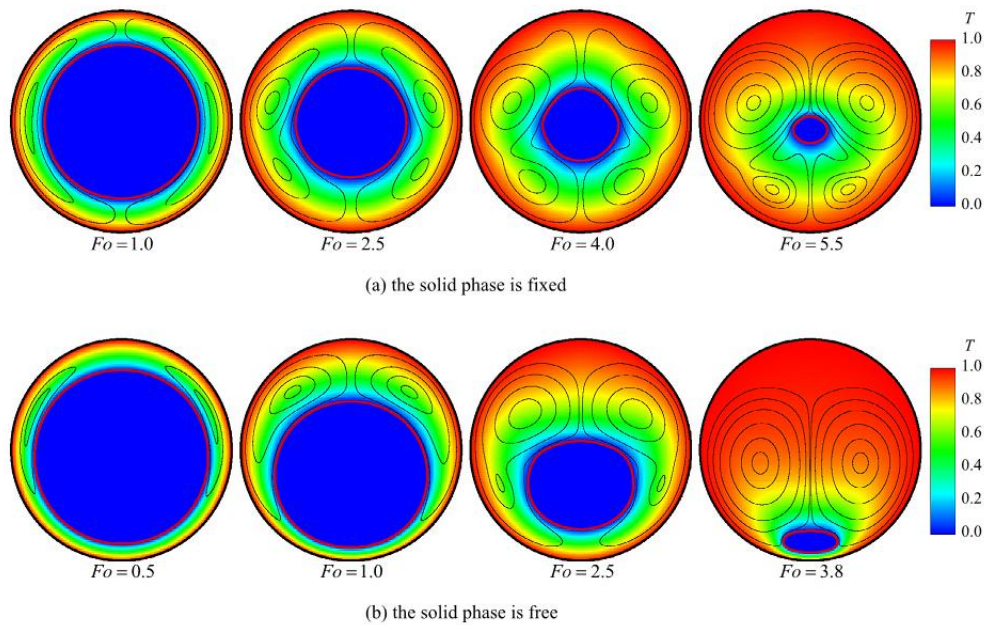 T
1.0
0.8
0.6
0.4
0.2
0.0
Fo = 1.0
Fo = 2.5
Fo = 4.0
Fo = 5.5
(a) the solid phase is fixed
T
1.0
0.8
0.6
0.4
0.2
0.0
Fo = 0.5
Fo = 1.0
Fo = 2.5
Fo = 3.8
(b) the solid phase is free